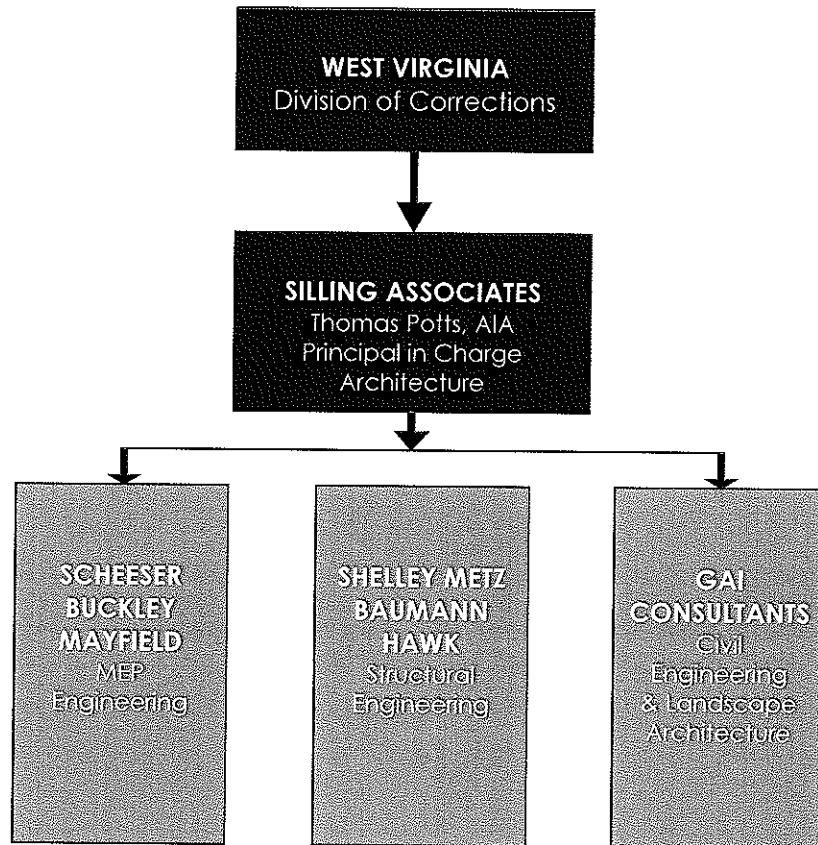 WEST VIRGINIA
Division of Corrections
SILLING ASSOCIATES
Thomas Potts, AIA
Principal in Charge
Architecture
SCHEESER
BUCKLEY
MAYFIELD
MEP
Engineering
SHELLEY METZ
BAUMANN
HAWK
Structural
Engineering
GAI
CONSULTANTS
Civil
Engineering
& Landscape
Architecture